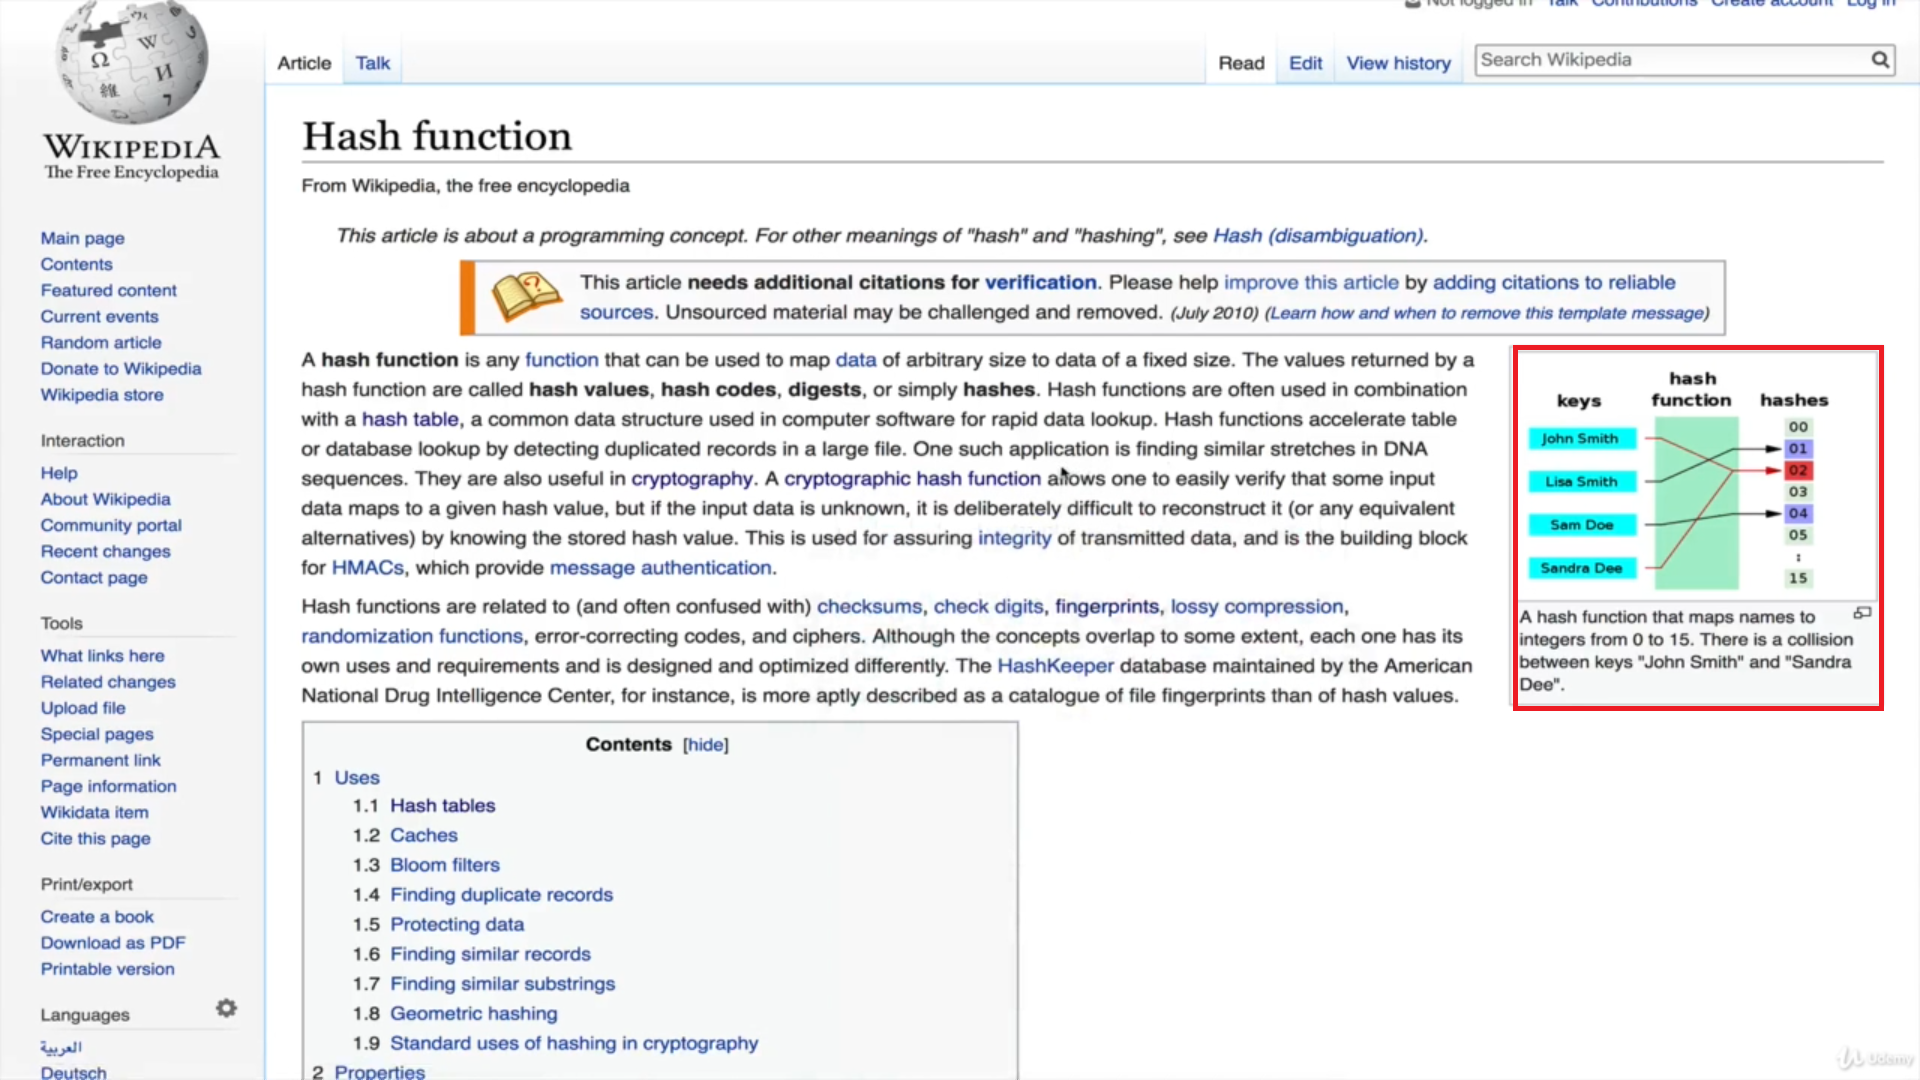 Not logged in Talk Contributions Create account Log in
Article Talk Read Edit View history Search Wikipedia
WIKIPEDIA
The Free Encyclopedia
Main page
Contents
Featured content
Current events
Random article
Donate to Wikipedia
Wikipedia store
Interaction
Help
About Wikipedia
Community portal
Recent changes
Contact page
Tools
What links here
Related changes
Upload file
Special pages
Permanent link
Page information
Wikidata item
Cite this page
Print/export
Create a book
Download as PDF
Printable version
Languages
العربية
Deutsch
Hash function
From Wikipedia, the free encyclopedia
This article is about a programming concept. For other meanings of "hash" and "hashing", see Hash (disambiguation).
This article needs additional citations for verification. Please help improve this article by adding citations to reliable
sources. Unsourced material may be challenged and removed. (July 2010) (Learn how and when to remove this template message)
A hash function is any function that can be used to map data of arbitrary size to data of a fixed size. The values returned by a
hash function are called hash values, hash codes, digests, or simply hashes. Hash functions are often used in combination
with a hash table, a common data structure used in computer software for rapid data lookup. Hash functions accelerate table
or database lookup by detecting duplicated records in a large file. One such application is finding similar stretches in DNA
sequences. They are also useful in cryptography. A cryptographic hash function allows one to easily verify that some input
data maps to a given hash value, but if the input data is unknown, it is deliberately difficult to reconstruct it (or any equivalent
alternatives) by knowing the stored hash value. This is used for assuring integrity of transmitted data, and is the building block
for HMACs, which provide message authentication.
Hash functions are related to (and often confused with) checksums, check digits, fingerprints, lossy compression,
randomization functions, error-correcting codes, and ciphers. Although the concepts overlap to some extent, each one has its
own uses and requirements and is designed and optimized differently. The HashKeeper database maintained by the American
National Drug Intelligence Center, for instance, is more aptly described as a catalogue of file fingerprints than of hash values.
Contents [hide]
1 Uses
1.1 Hash tables
1.2 Caches
1.3 Bloom filters
1.4 Finding duplicate records
1.5 Protecting data
1.6 Finding similar records
1.7 Finding similar substrings
1.8 Geometric hashing
1.9 Standard uses of hashing in cryptography
2 Properties
hash
keys function hashes
00
John Smith
01
02
Lisa Smith
03
04
Sam Doe
05
:
Sandra Dee
15
A hash function that maps names to
integers from 0 to 15. There is a collision
between keys "John Smith" and "Sandra
Dee".
Udemy